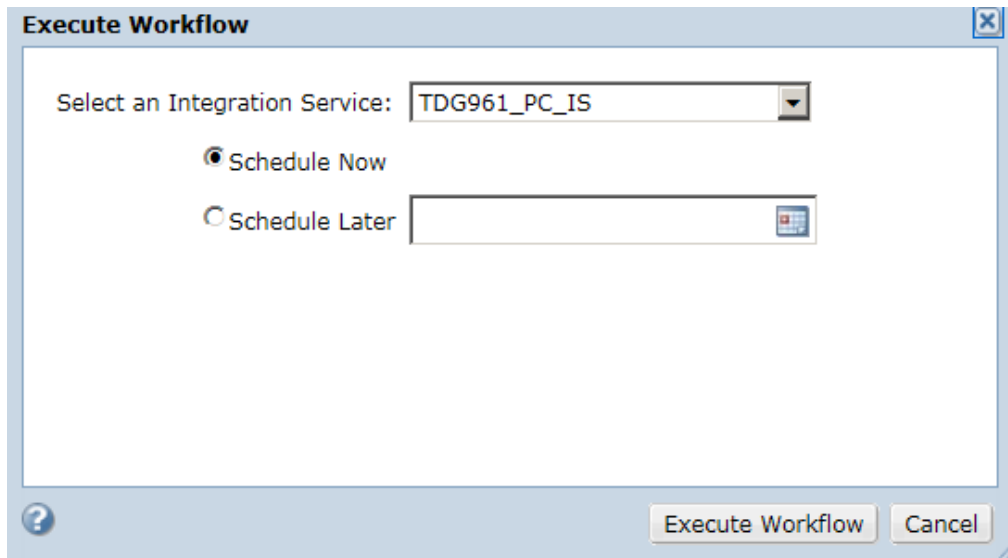 Execute Workflow
Select an Integration Service: TDG961_PC_IS
Schedule Now
Schedule Later
Execute Workflow Cancel